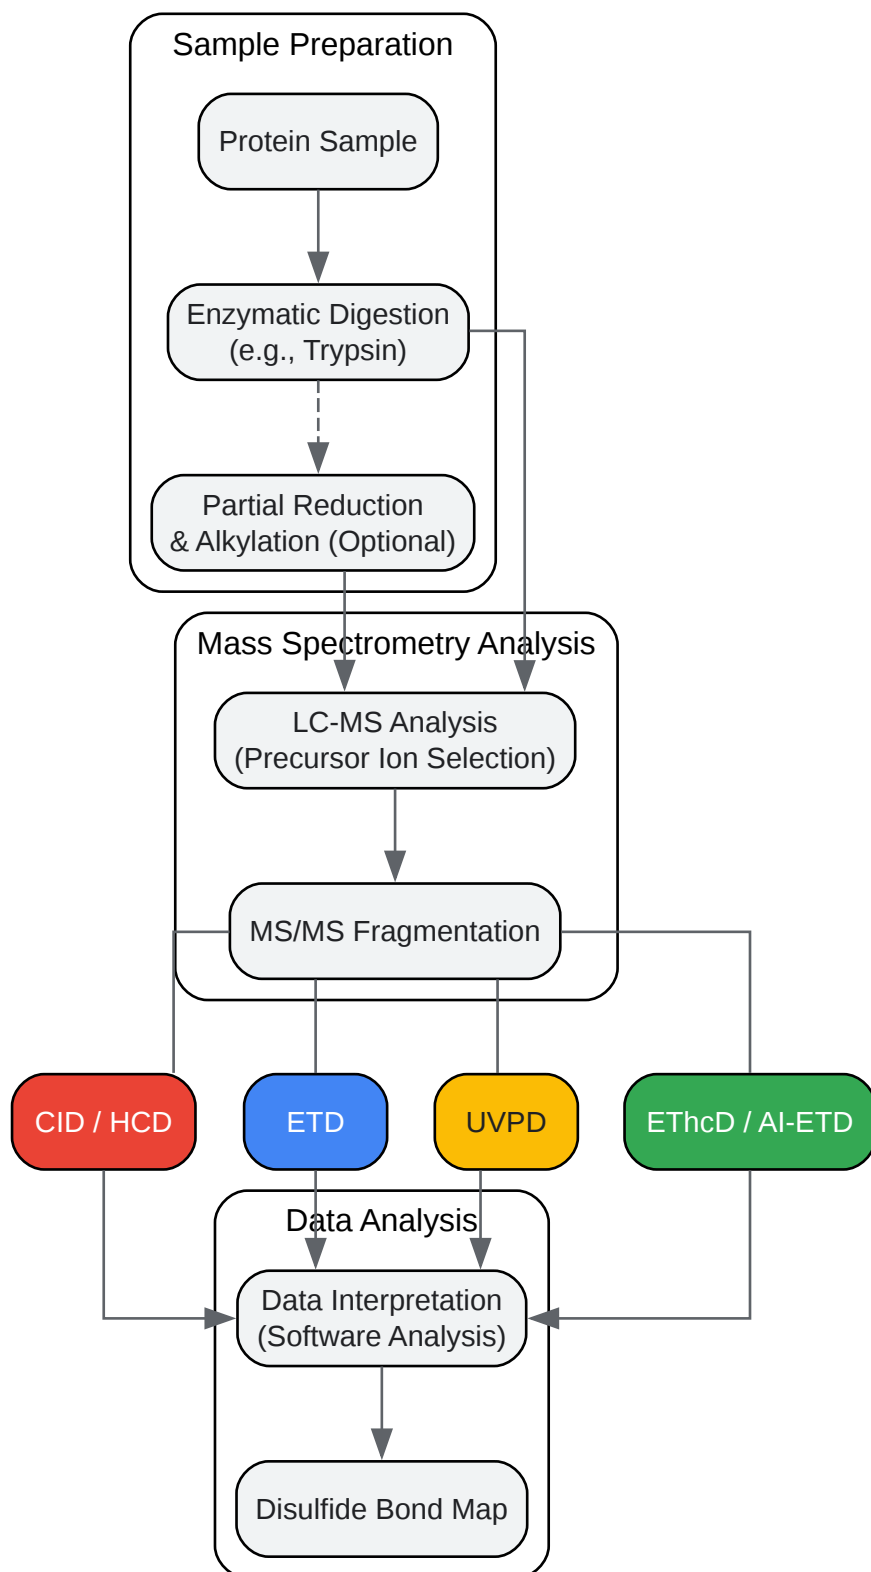 Sample Preparation
Protein Sample
Enzymatic Digestion
(e.g., Trypsin)
Partial Reduction
& Alkylation (Optional)
Mass Spectrometry Analysis
LC-MS Analysis
(Precursor Ion Selection)
MS/MS Fragmentation
CID / HCD
ETD
UVPD
EThcD / AI-ETD
Data Analysis
Data Interpretation
(Software Analysis)
Disulfide Bond Map